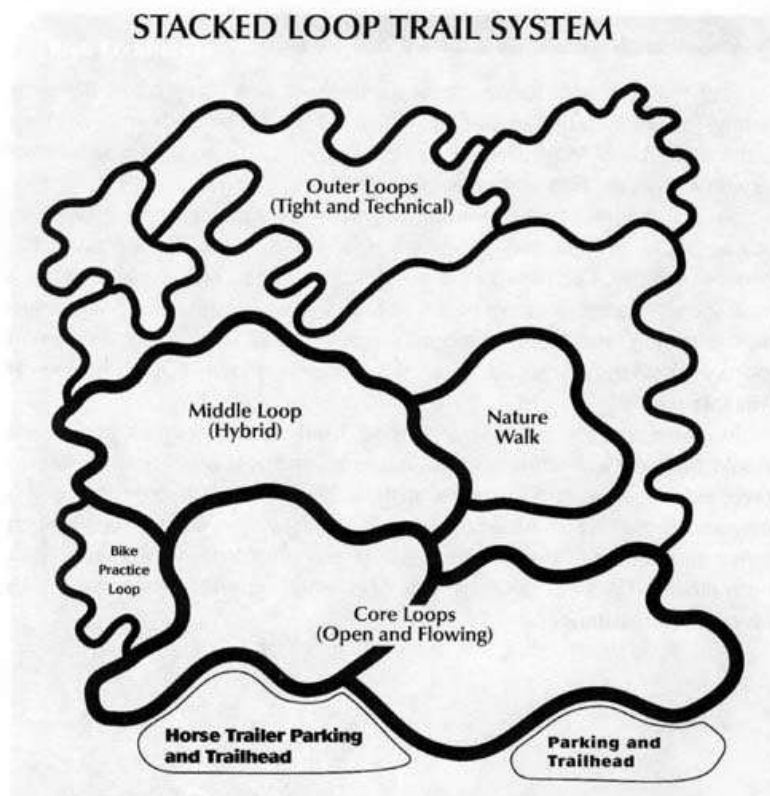 STACKED LOOP TRAIL SYSTEM
Outer Loops
(Tight and Technical)
Middle Loop
(Hybrid)
Nature
Walk
Bike
Practice
Loop
Core Loops
(Open and Flowing)
Horse Trailer Parking
and Trailhead
Parking and
Trailhead